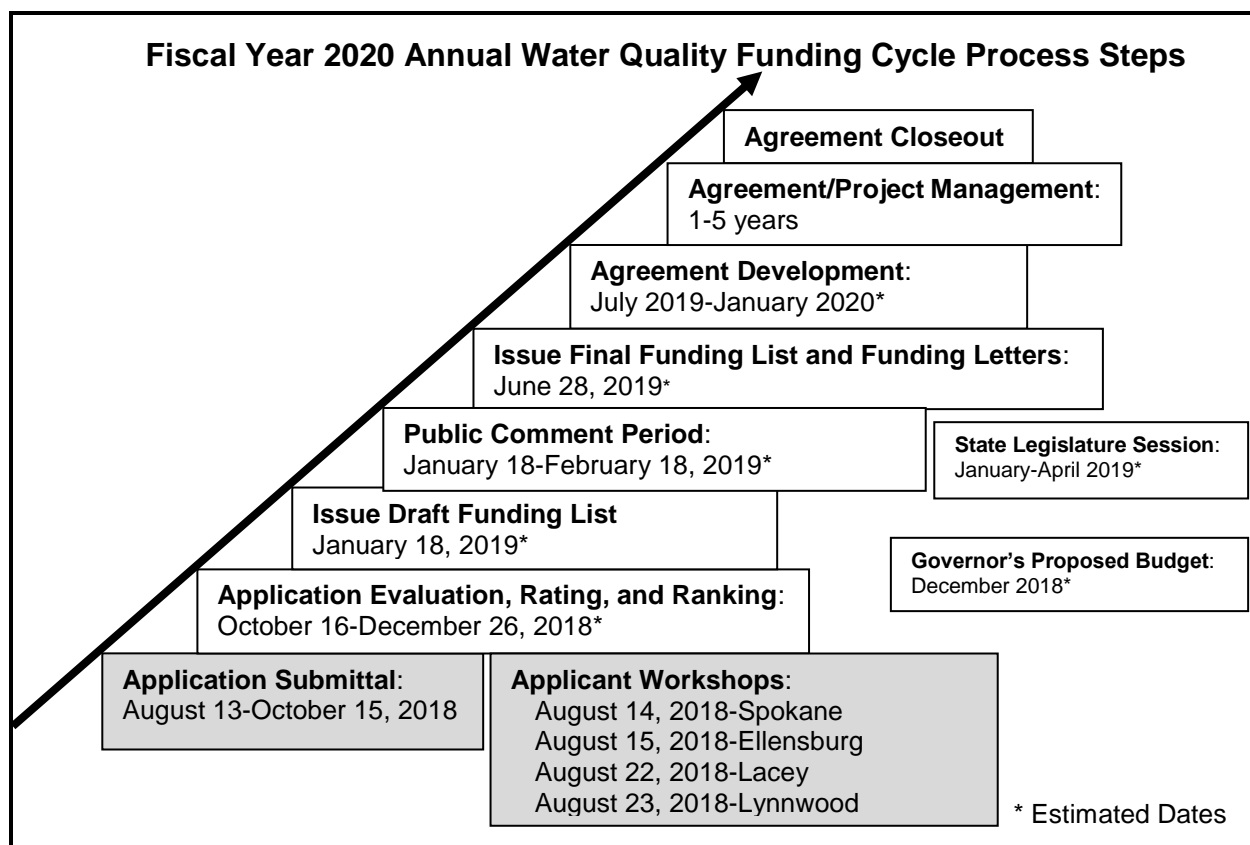 Fiscal Year 2020 Annual Water Quality Funding Cycle Process Steps
Agreement Closeout
Agreement/Project Management:
1-5 years
Agreement Development:
July 2019-January 2020*
Issue Final Funding List and Funding Letters:
June 28, 2019*
Public Comment Period:
January 18-February 18, 2019*
State Legislature Session:
January-April 2019*
Issue Draft Funding List
January 18, 2019*
Governor’s Proposed Budget:
December 2018*
Application Evaluation, Rating, and Ranking:
October 16-December 26, 2018*
Application Submittal:
August 13-October 15, 2018
Applicant Workshops:
August 14, 2018-Spokane
August 15, 2018-Ellensburg
August 22, 2018-Lacey
August 23, 2018-Lynnwood
* Estimated Dates